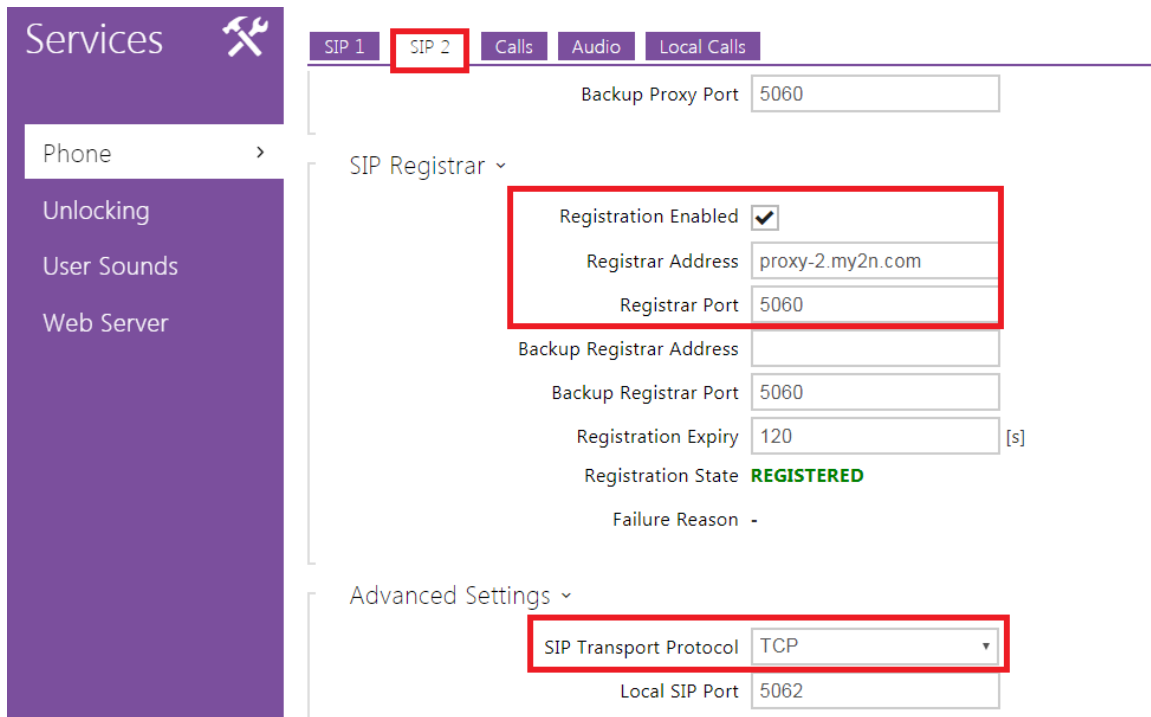 Services
SIP 1 SIP 2 Calls Audio Local Calls
Backup Proxy Port 5060
Phone
Unlocking
User Sounds
Web Server
SIP Registrar
Registration Enabled
Registrar Address proxy-2.my2n.com
Registrar Port 5060
Backup Registrar Address
Backup Registrar Port 5060
Registration Expiry 120 [s]
Registration State REGISTERED
Failure Reason -
Advanced Settings
SIP Transport Protocol TCP
Local SIP Port 5062